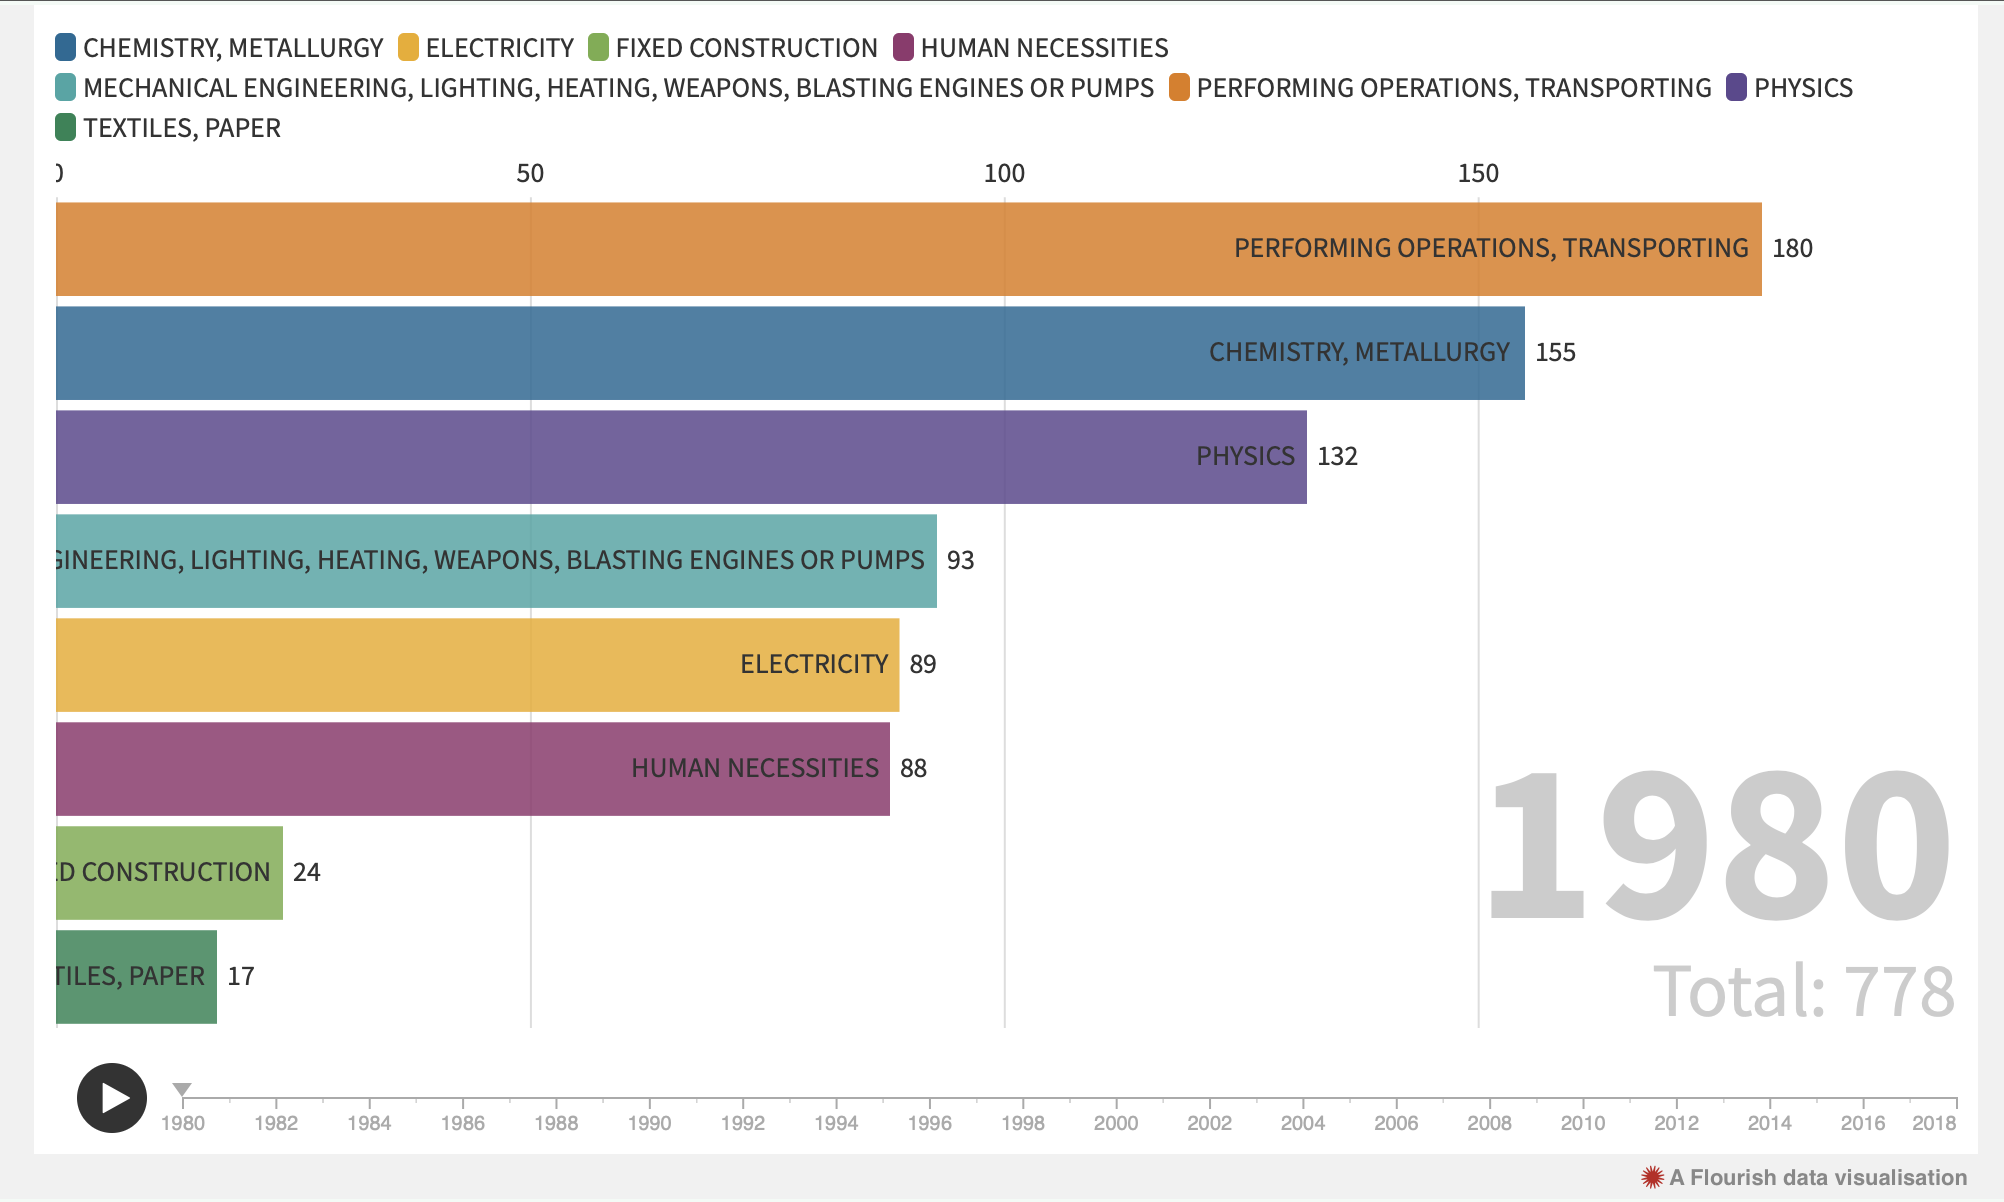 CHEMISTRY, METALLURGY ELECTRICITY FIXED CONSTRUCTION HUMAN NECESSITIES
MECHANICAL ENGINEERING, LIGHTING, HEATING, WEAPONS, BLASTING ENGINES OR PUMPS PERFORMING OPERATIONS, TRANSPORTING PHYSICS
TEXTILES, PAPER
0 50 100 150
PERFORMING OPERATIONS, TRANSPORTING 180
CHEMISTRY, METALLURGY 155
PHYSICS 132
GINEERING, LIGHTING, HEATING, WEAPONS, BLASTING ENGINES OR PUMPS 93
ELECTRICITY 89
HUMAN NECESSITIES 88
ED CONSTRUCTION 24
TILES, PAPER 17
1980
Total: 778
1980 1982 1984 1986 1988 1990 1992 1994 1996 1998 2000 2002 2004 2006 2008 2010 2012 2014 2016 2018
A Flourish data visualisation